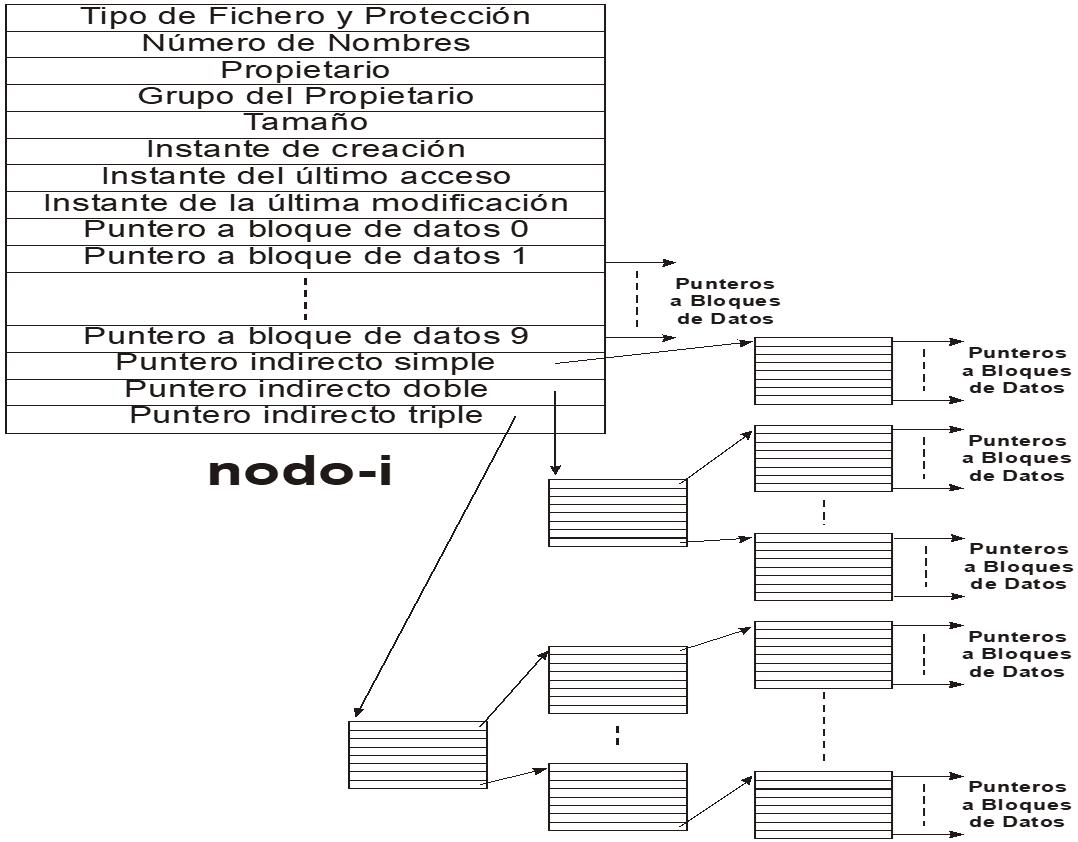 Tipo de Fichero y Protección
Número de Nombres
Propietario
Grupo del Propietario
Tamaño
Instante de creación
Instante del último acceso
Instante de la última modificación
Puntero a bloque de datos 0
Puntero a bloque de datos 1
Puntero a bloque de datos 9
Puntero indirecto simple
Puntero indirecto doble
Puntero indirecto triple
nodo-i
Punteros
a Bloques
de Datos
Punteros
a Bloques
de Datos
Punteros
a Bloques
de Datos
Punteros
a Bloques
de Datos
Punteros
a Bloques
de Datos
Punteros
a Bloques
de Datos